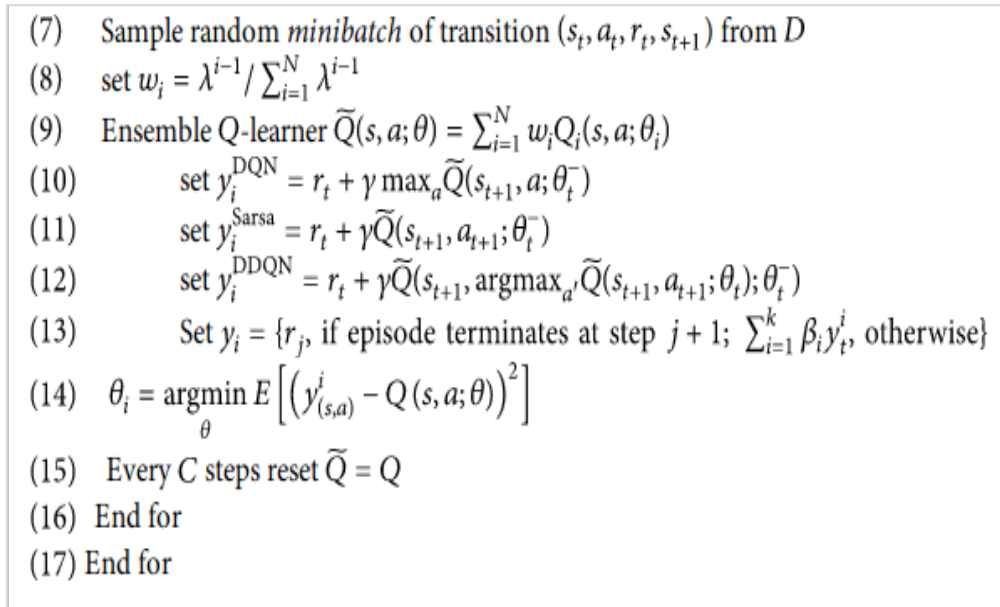 (7) Sample random minibatch of transition (s_t, a_t, r_t, s_{t+1}) from D
(8) set w_i = λ^{i−1} / ∑_{i=1}^{N} λ^{i−1}
(9) Ensemble Q-learner Q̃(s, a; θ) = ∑_{i=1}^{N} w_i Q_i(s, a; θ_i)
(10) set y_i^{DQN} = r_t + γ max_a Q̃(s_{t+1}, a; θ_t^−)
(11) set y_i^{Sarsa} = r_t + γQ̃(s_{t+1}, a_{t+1}; θ_t^−)
(12) set y_i^{DDQN} = r_t + γQ̃(s_{t+1}, argmax_{a′} Q̃(s_{t+1}, a_{t+1}; θ_t); θ_t^−)
(13) Set y_i = {r_j, if episode terminates at step j + 1; ∑_{i=1}^{k} β_i y_t^i, otherwise}
(14) θ_i = argmin_θ E[(y_{(s,a)}^i − Q (s, a; θ))^2]
(15) Every C steps reset Q̃ = Q
(16) End for
(17) End for